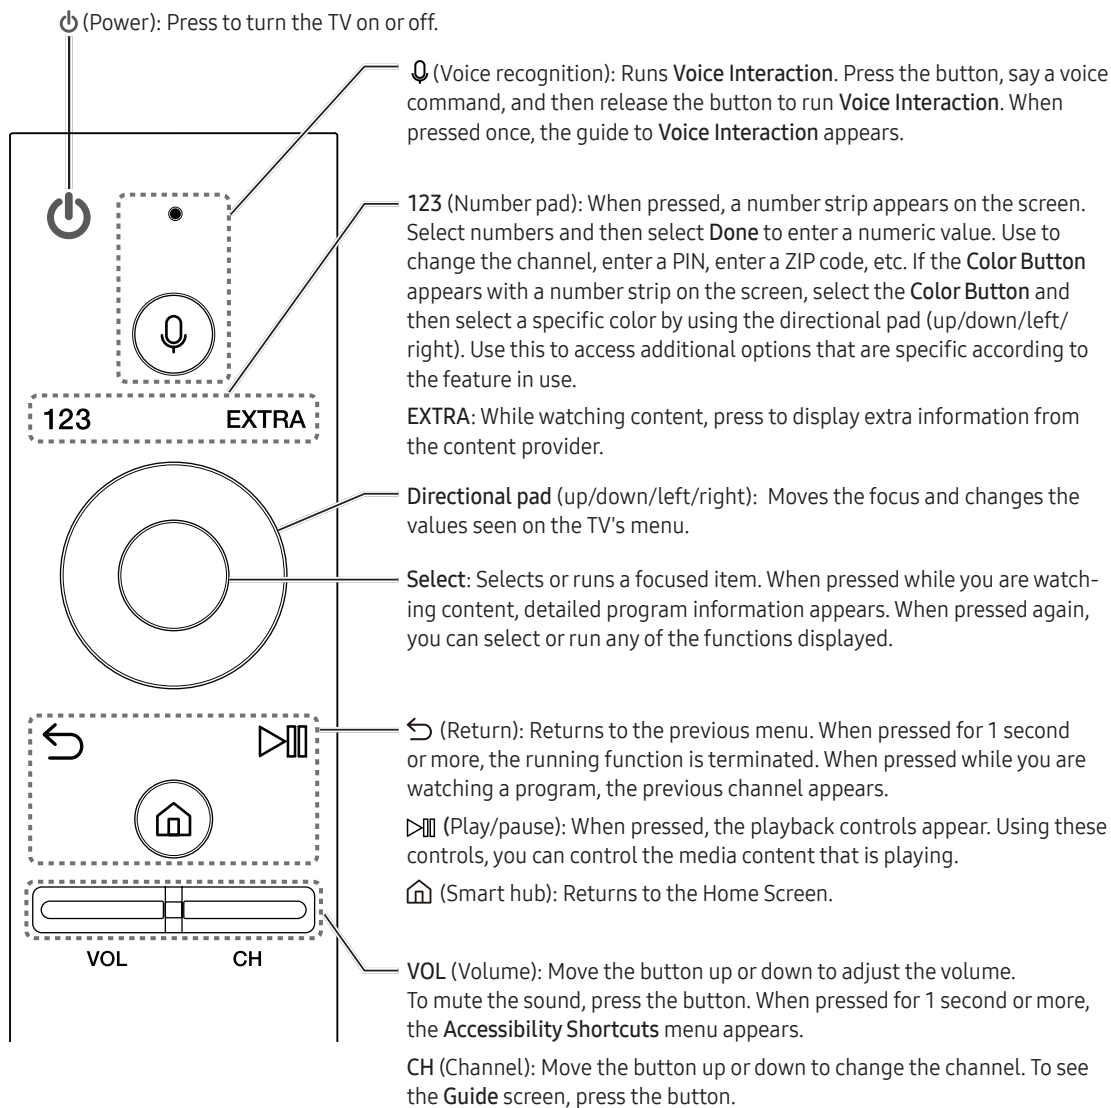 (Power): Press to turn the TV on or off.
(Voice recognition): Runs Voice Interaction. Press the button, say a voice
command, and then release the button to run Voice Interaction. When
pressed once, the guide to Voice Interaction appears.
123 (Number pad): When pressed, a number strip appears on the screen.
Select numbers and then select Done to enter a numeric value. Use to
change the channel, enter a PIN, enter a ZIP code, etc. If the Color Button
appears with a number strip on the screen, select the Color Button and
then select a specific color by using the directional pad (up/down/left/
right). Use this to access additional options that are specific according to
the feature in use.
123 EXTRA
EXTRA: While watching content, press to display extra information from
the content provider.
Directional pad (up/down/left/right):  Moves the focus and changes the
values seen on the TV's menu.
Select: Selects or runs a focused item. When pressed while you are watch-
ing content, detailed program information appears. When pressed again,
you can select or run any of the functions displayed.
(Return): Returns to the previous menu. When pressed for 1 second
or more, the running function is terminated. When pressed while you are
watching a program, the previous channel appears.
(Play/pause): When pressed, the playback controls appear. Using these
controls, you can control the media content that is playing.
(Smart hub): Returns to the Home Screen.
VOL CH
VOL (Volume): Move the button up or down to adjust the volume.
To mute the sound, press the button. When pressed for 1 second or more,
the Accessibility Shortcuts menu appears.
CH (Channel): Move the button up or down to change the channel. To see
the Guide screen, press the button.